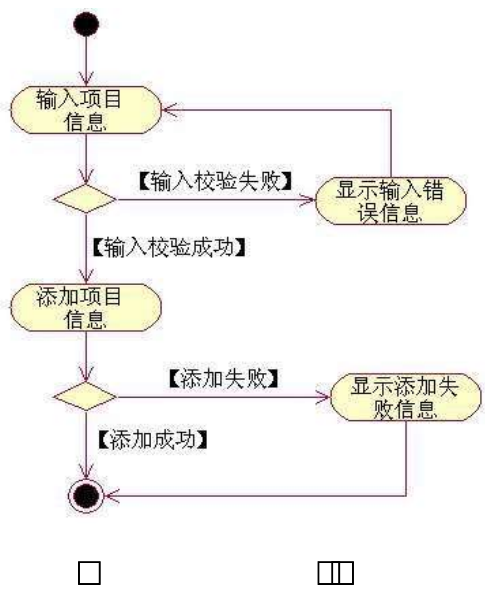 输入项目
信息
【输入校验失败】
显示输入错
误信息
【输入校验成功】
添加项目
信息
【添加失败】
显示添加失
败信息
【添加成功】